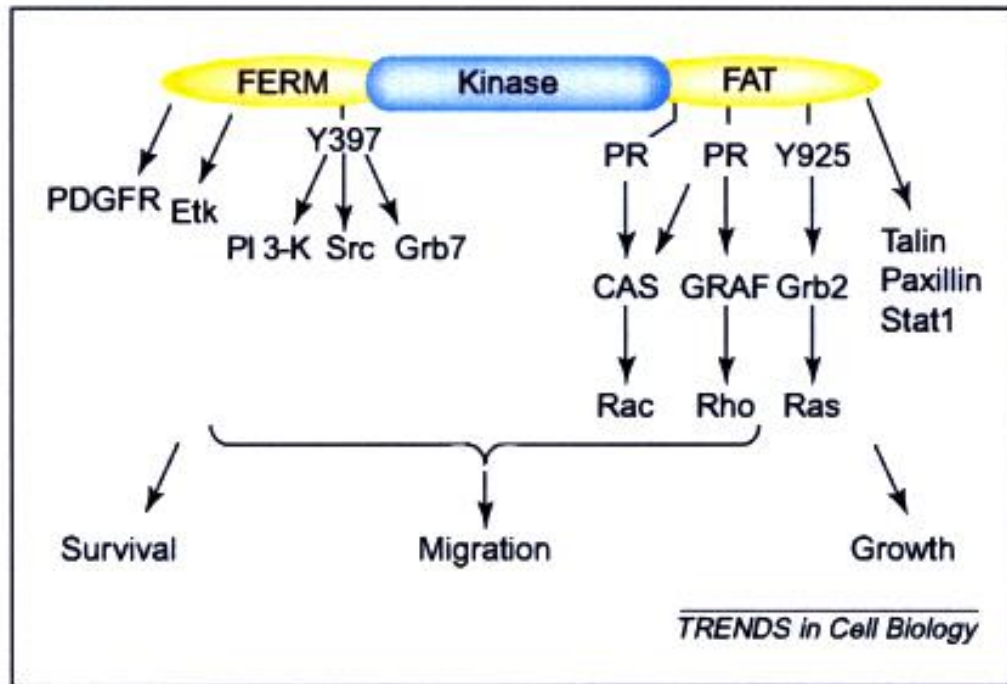 FERM Kinase FAT
Y397 PR PR Y925
PDGFR Etk
PI 3-K Src Grb7
Talin
CAS GRAF Grb2 Paxillin
Stat1
Rac Rho Ras
Survival Migration Growth
TRENDS in Cell Biology